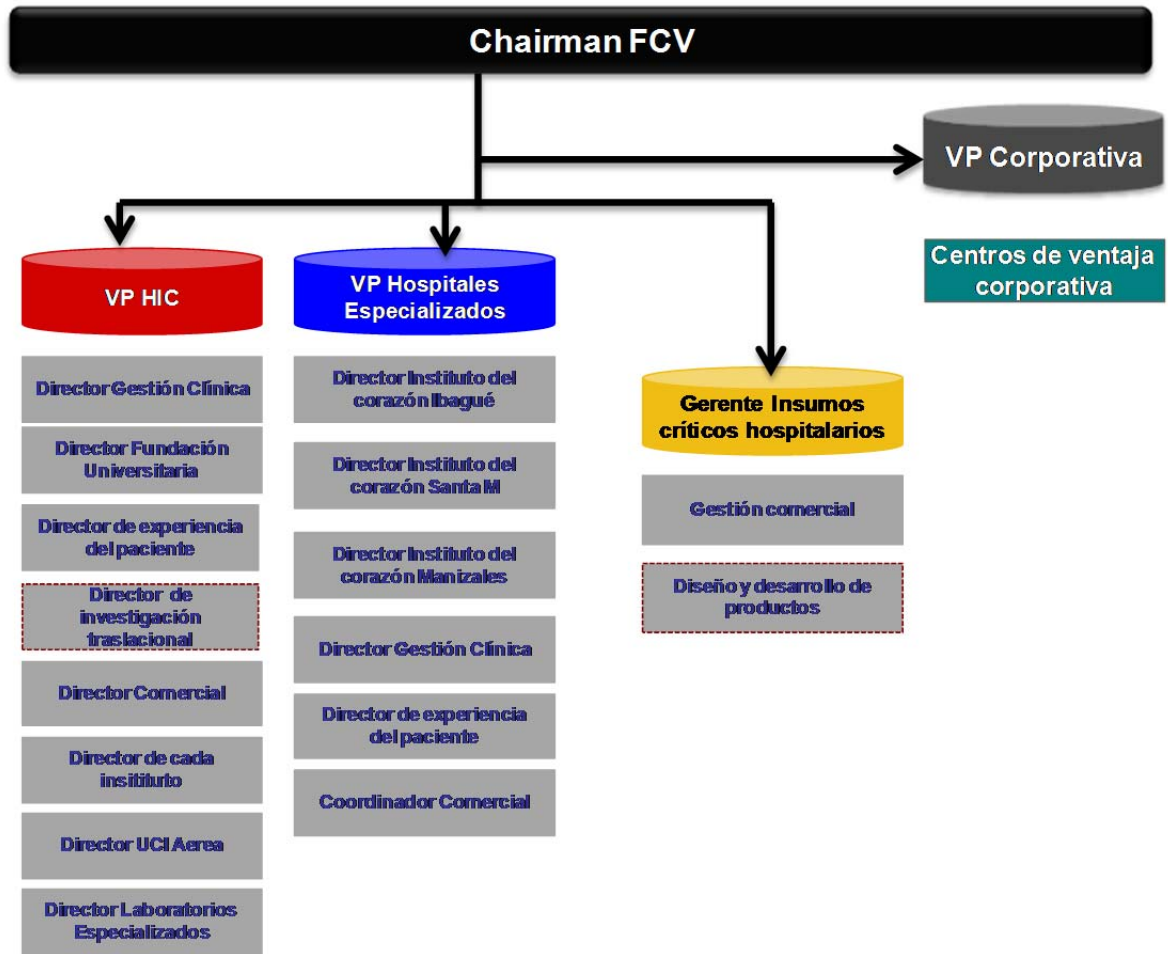 Chairman FCV
VP Corporativa
Centros de ventaja
corporativa
VP HIC
Director Gestión Clínica
Director Fundación
Universitaria
Director de experiencia
del paciente
Director de
investigación
traslacional
Director Comercial
Director de cada
insitituto
Director UCI Aerea
Director Laboratorios
Especializados
VP Hospitales
Especializados
Director Instituto del
corazón Ibagué
Director Instituto del
corazón Santa M
Director Instituto del
corazón Manizales
Director Gestión Clínica
Director de experiencia
del paciente
Coordinador Comercial
Gerente Insumos
críticos hospitalarios
Gestión comercial
Diseño y desarrollo de
productos